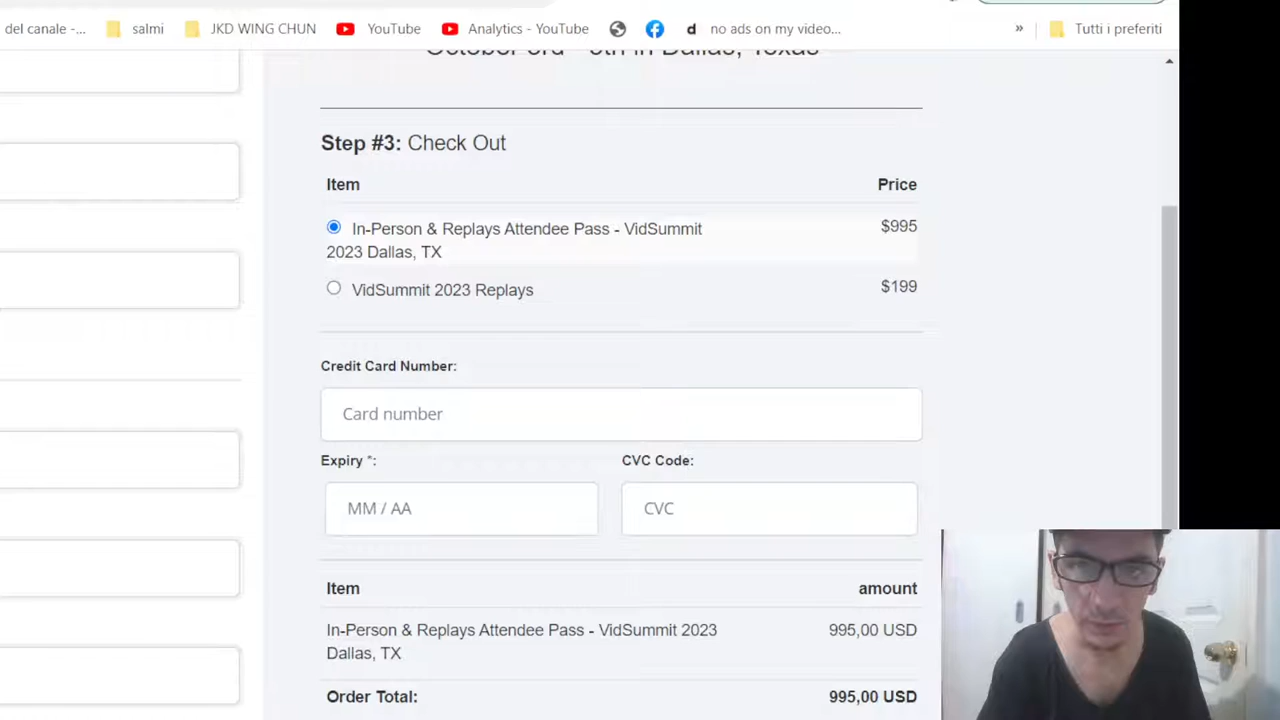 del canale -... salmi JKD WING CHUN YouTube Analytics - YouTube d no ads on my video... » Tutti i preferiti
in Dallas, Texas
Step #3: Check Out
Item Price
In-Person & Replays Attendee Pass - VidSummit $995
2023 Dallas, TX
VidSummit 2023 Replays $199
Credit Card Number:
Card number
Expiry *: CVC Code:
MM / AA CVC
Item amount
In-Person & Replays Attendee Pass - VidSummit 2023 995,00 USD
Dallas, TX
Order Total: 995,00 USD